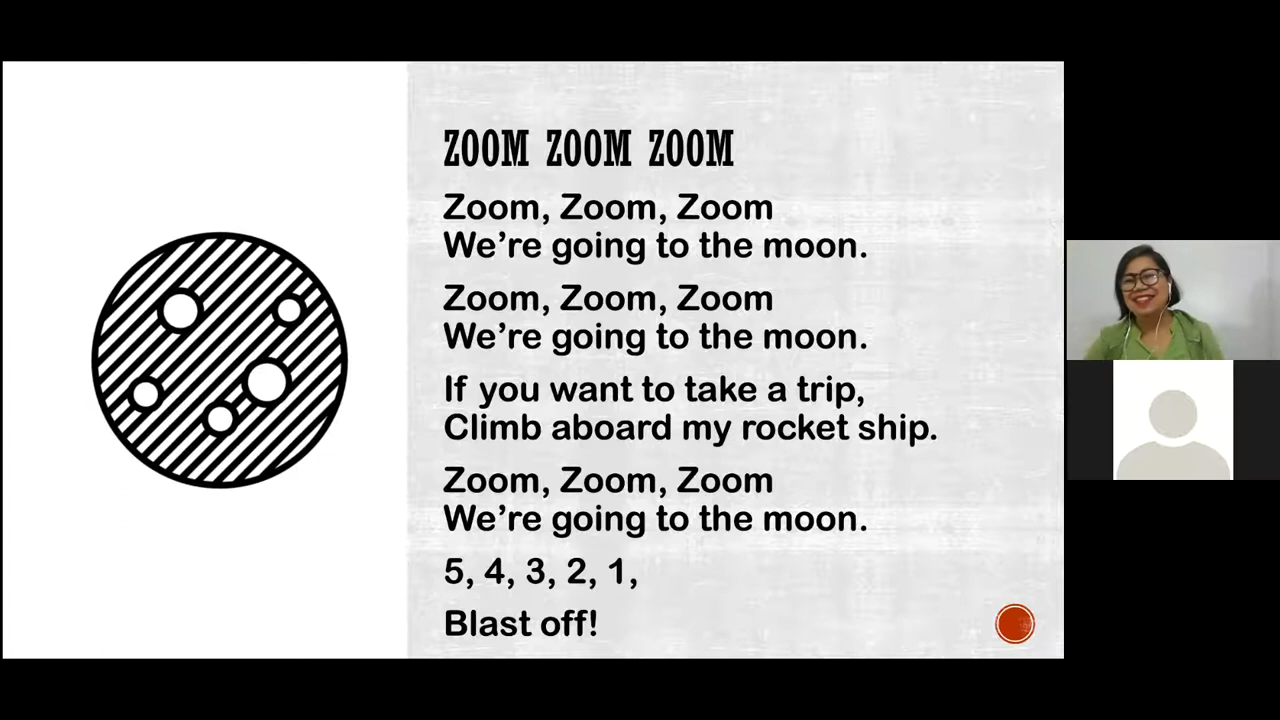 ZOOM ZOOM ZOOM
Zoom, Zoom, Zoom
We’re going to the moon.
Zoom, Zoom, Zoom
We’re going to the moon.
If you want to take a trip,
Climb aboard my rocket ship.
Zoom, Zoom, Zoom
We’re going to the moon.
5, 4, 3, 2, 1,
Blast off!